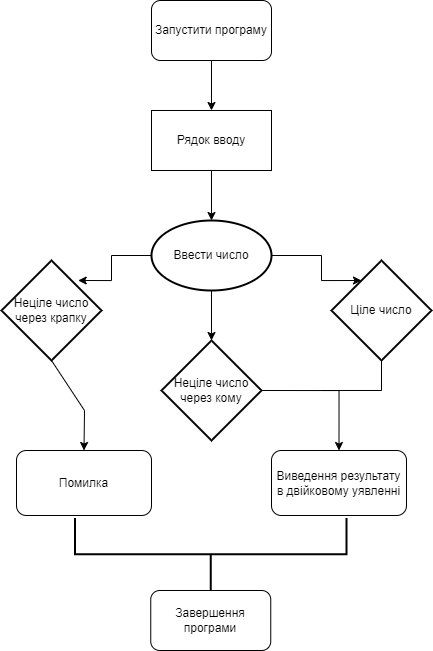 Запустити програму
Рядок вводу
Ввести число
Неціле число
через крапку
Ціле число
Неціле число
через кому
Помилка
Виведення результату
в двійковому уявленні
Завершення
програми